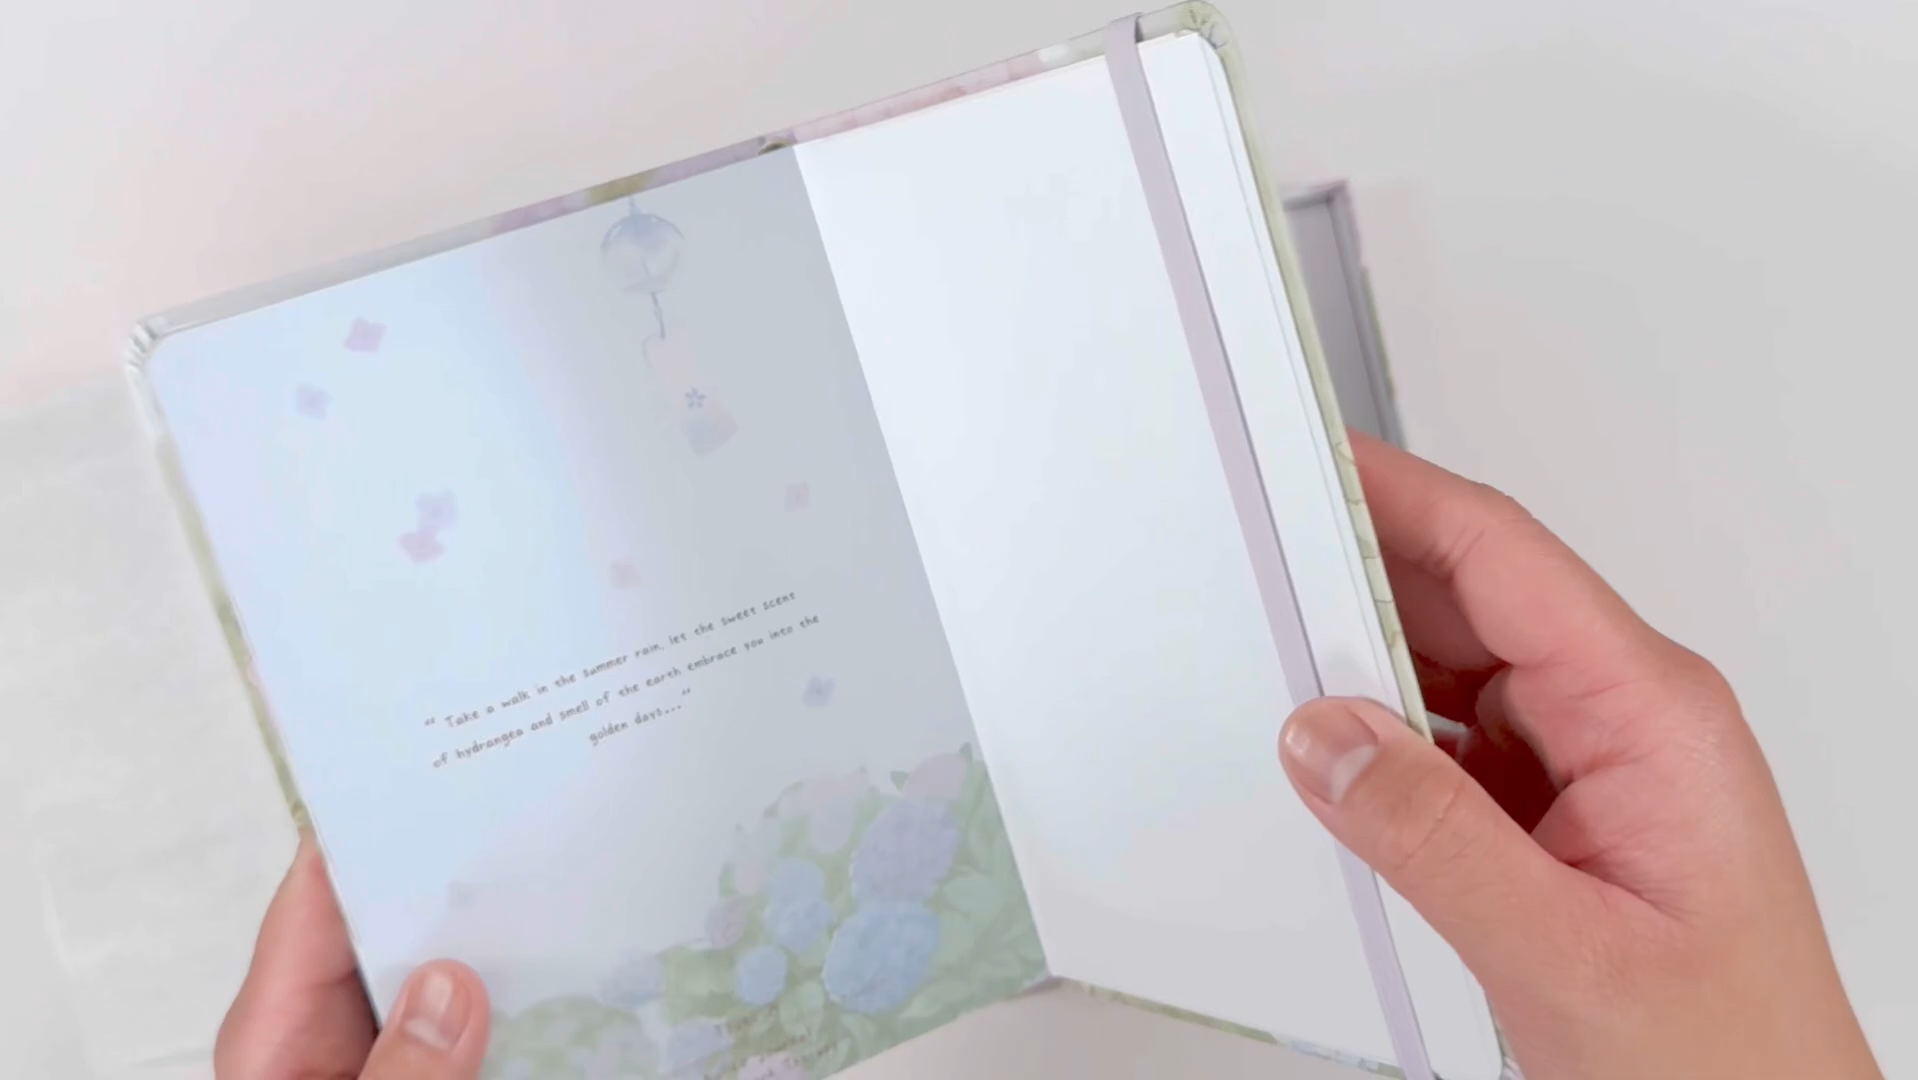 “ Take a walk in the summer rain, let the sweet scent
of hydrangea and smell of the earth embrace you into the
golden days... ”